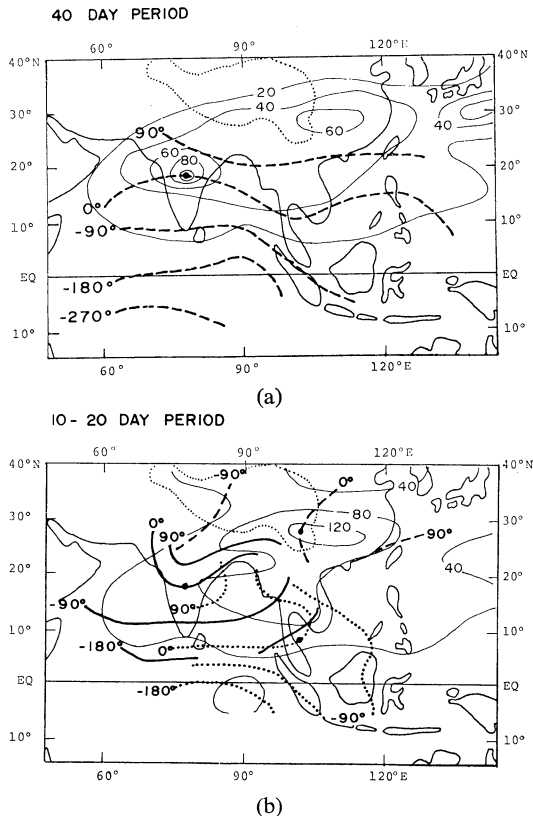 40 DAY PERIOD
60° 90° 120°E
40°N 40°N
20
40
30° 60 40 30°
90°
60
80
20° 20°
0°
10° -90° 10°
EQ EQ
-180°
-270°
10° 10°
60° 90° 120°E
(a)
10-20 DAY PERIOD
60° 90° 120°E
40°N 40°N
-90° 0° 40
30° 0° 80 30°
90° 120 90°
20° 40 20°
-90° 90°
10° 10°
-180° 0°
EQ -180° EQ
-90°
10° 10°
60° 90° 120°E
(b)